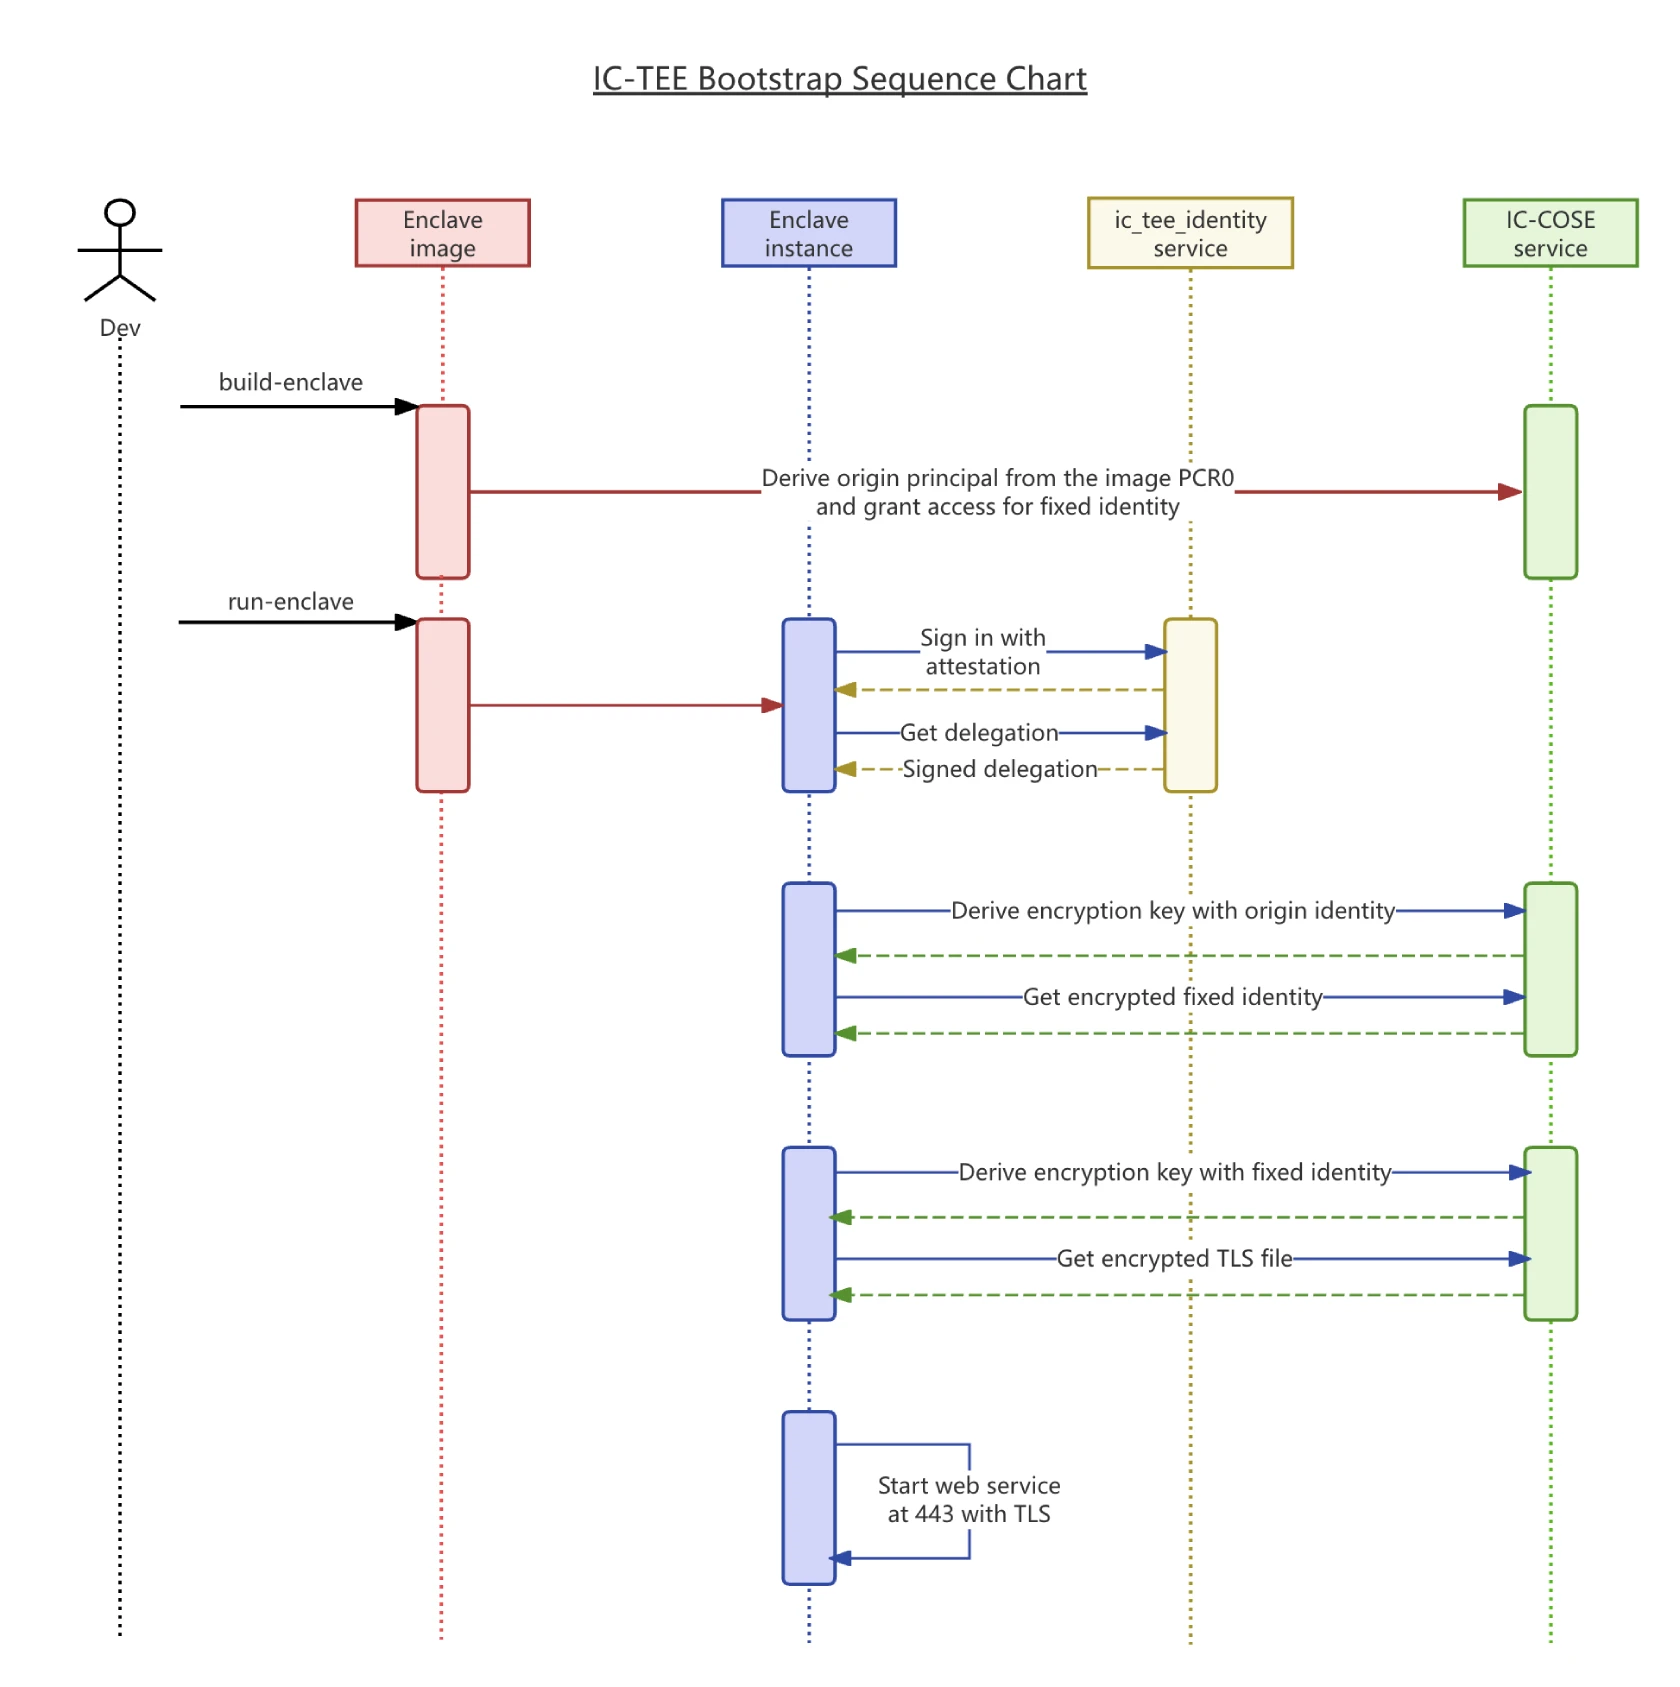 IC-TEE Bootstrap Sequence Chart
Enclave
image
Enclave
instance
ic_tee_identity
service
IC-COSE
service
Dev
build-enclave
Derive origin principal from the image PCR0
and grant access for fixed identity
run-enclave
Sign in with
attestation
Get delegation
Signed delegation
Derive encryption key with origin identity
Get encrypted fixed identity
Derive encryption key with fixed identity
Get encrypted TLS file
Start web service
at 443 with TLS